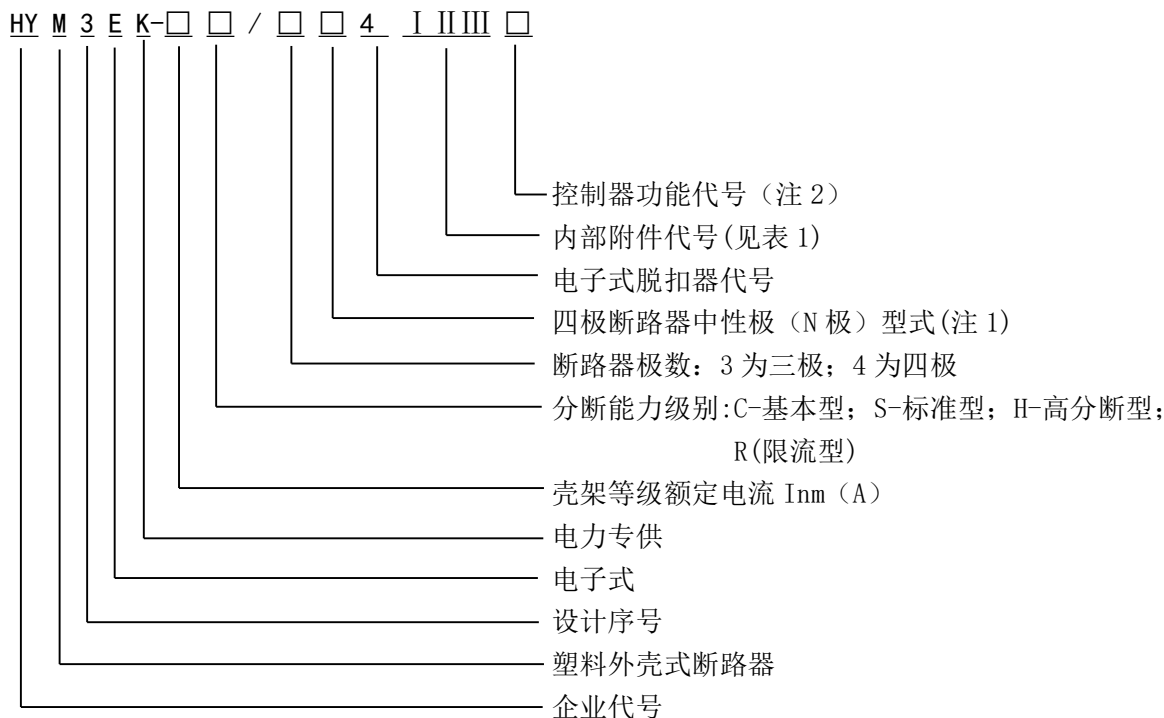 HY M 3 E K-□ □ / □ □ 4 Ⅰ Ⅱ Ⅲ □
控制器功能代号（注 2）
内部附件代号(见表 1)
电子式脱扣器代号
四极断路器中性极（N 极）型式(注 1)
断路器极数：3 为三极；4 为四极
分断能力级别:C-基本型；S-标准型；H-高分断型；
R(限流型)
壳架等级额定电流 Inm（A）
电力专供
电子式
设计序号
塑料外壳式断路器
企业代号